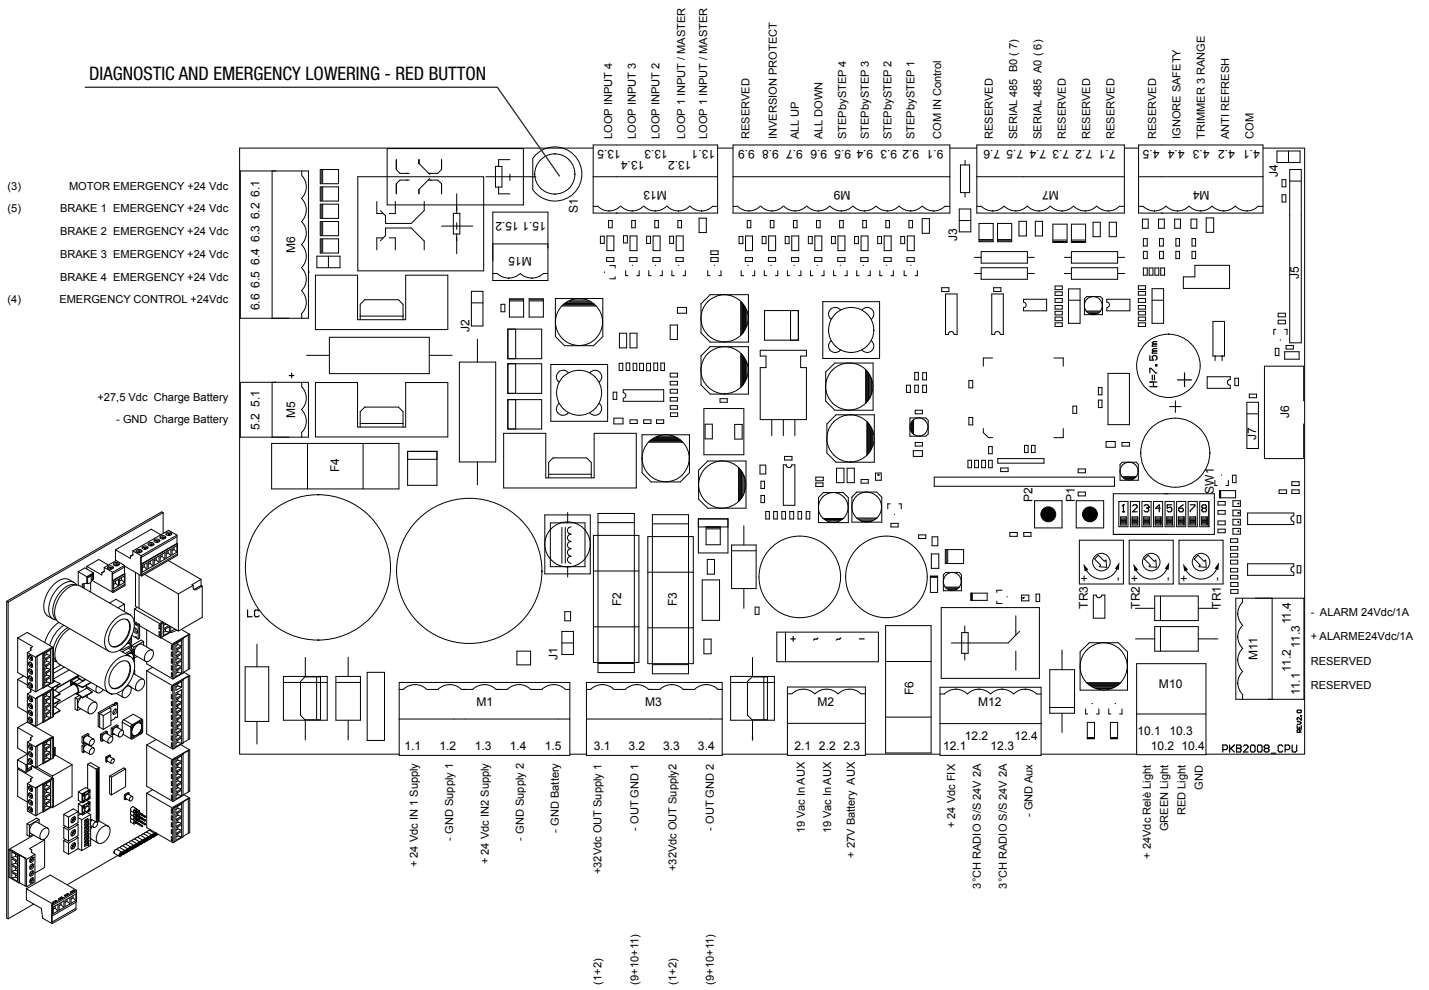 DIAGNOSTIC AND EMERGENCY LOWERING - RED BUTTON
LOOP INPUT 4
LOOP INPUT 3
LOOP INPUT 2
LOOP 1 INPUT / MASTER
LOOP 1 INPUT / MASTER
RESERVED
INVERSION PROTECT
ALL UP
ALL DOWN
STEPbySTEP 4
STEPbySTEP 3
STEPbySTEP 2
STEPbySTEP 1
COM IN Control
RESERVED
SERIAL 485 B0 ( 7)
SERIAL 485 A0 ( 6)
RESERVED
RESERVED
RESERVED
RESERVED
IGNORE SAFETY
TRIMMER 3 RANGE
ANTI REFRESH
COM
13.5
13.4
13.3
13.2
13.1
M13
9.9
9.8
9.7
9.6
9.5
9.4
9.3
9.2
9.1
M9
7.6
7.5
7.4
7.3
7.2
7.1
M7
4.5
4.4
4.3
4.2
4.1
M4
J4
J5
J3
S1
15.1 15.2
M15
(3) MOTOR EMERGENCY +24 Vdc
(5) BRAKE 1 EMERGENCY +24 Vdc
BRAKE 2 EMERGENCY +24 Vdc
BRAKE 3 EMERGENCY +24 Vdc
BRAKE 4 EMERGENCY +24 Vdc
(4) EMERGENCY CONTROL +24Vdc
6.6 6.5 6.4 6.3 6.2 6.1
M6
J2
+27,5 Vdc Charge Battery
- GND Charge Battery
5.2 5.1
M5
+
F4
H=7.5mm
+
+
J6
J7
SW1
P2
P1
1 2 3 4 5 6 7 8
TR3
TR2
TR1
+ -
+ -
+ -
LC
F2
F3
J1
+ ~ ~ -
F6
- ALARM 24Vdc/1A
+ ALARME24Vdc/1A
RESERVED
RESERVED
11.4
11.3
11.2
11.1
M11
REV2.0
PKB2008_CPU
M1
1.1 1.2 1.3 1.4 1.5
M3
3.1 3.2 3.3 3.4
M2
2.1 2.2 2.3
M12
12.1 12.2 12.3 12.4
M10
10.1 10.3
10.2 10.4
+ 24 Vdc IN 1 Supply
- GND Supply 1
+ 24 Vdc IN2 Supply
- GND Supply 2
- GND Battery
+32Vdc OUT Supply 1
- OUT GND 1
+32Vdc OUT Supply2
- OUT GND 2
19 Vac In AUX
19 Vac In AUX
+ 27V Battery AUX
+ 24 Vdc FIX
3°CH RADIO S/S 24V 2A
3°CH RADIO S/S 24V 2A
- GND Aux
+ 24Vdc Relè Light
GREEN Light
RED Light
GND
(1+2)
(9+10+11)
(1+2)
(9+10+11)